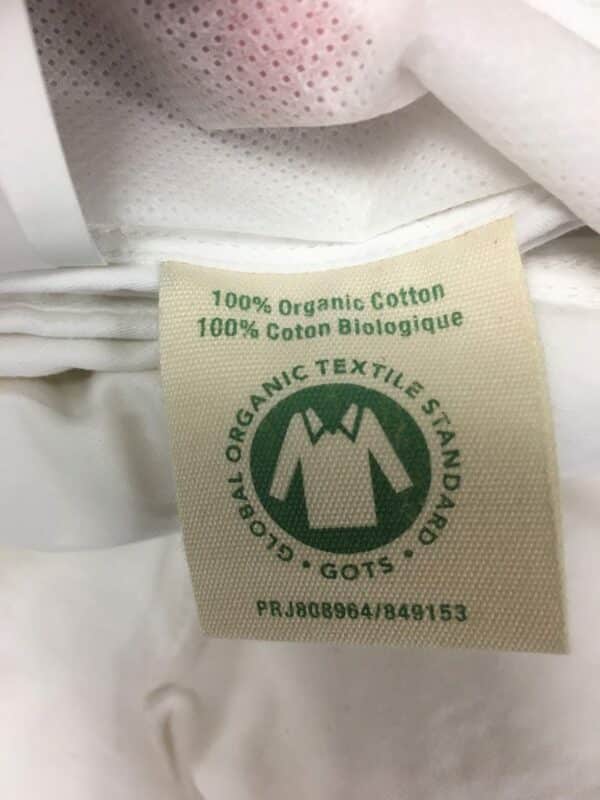 100% Organic Cotton
100% Coton Biologique
GLOBAL ORGANIC TEXTILE STANDARD
• GOTS •
PRJ808964/849153